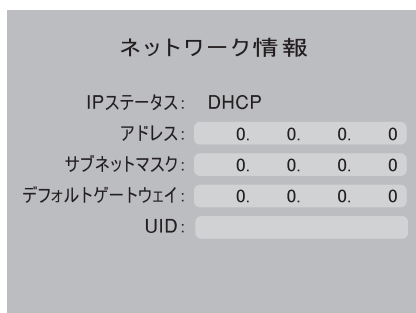 ネットワーク情報
IPステータス: DHCP
アドレス: 0. 0. 0. 0
サブネットマスク: 0. 0. 0. 0
デフォルトゲートウェイ: 0. 0. 0. 0
UID: